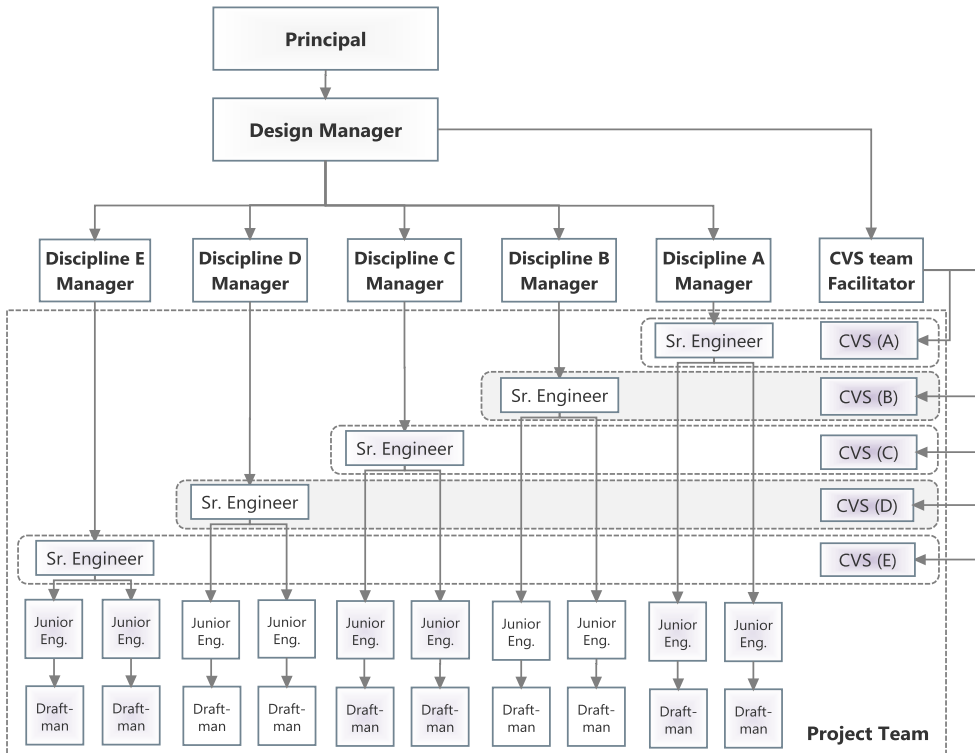 Principal
Design Manager
Discipline E
Manager
Discipline D
Manager
Discipline C
Manager
Discipline B
Manager
Discipline A
Manager
CVS team
Facilitator
Sr. Engineer
CVS (A)
Sr. Engineer
CVS (B)
Sr. Engineer
CVS (C)
Sr. Engineer
CVS (D)
Sr. Engineer
CVS (E)
Junior
Eng.
Junior
Eng.
Junior
Eng.
Junior
Eng.
Junior
Eng.
Junior
Eng.
Junior
Eng.
Junior
Eng.
Junior
Eng.
Junior
Eng.
Draft-
man
Draft-
man
Draft-
man
Draft-
man
Draft-
man
Draft-
man
Draft-
man
Draft-
man
Draft-
man
Draft-
man
Project Team